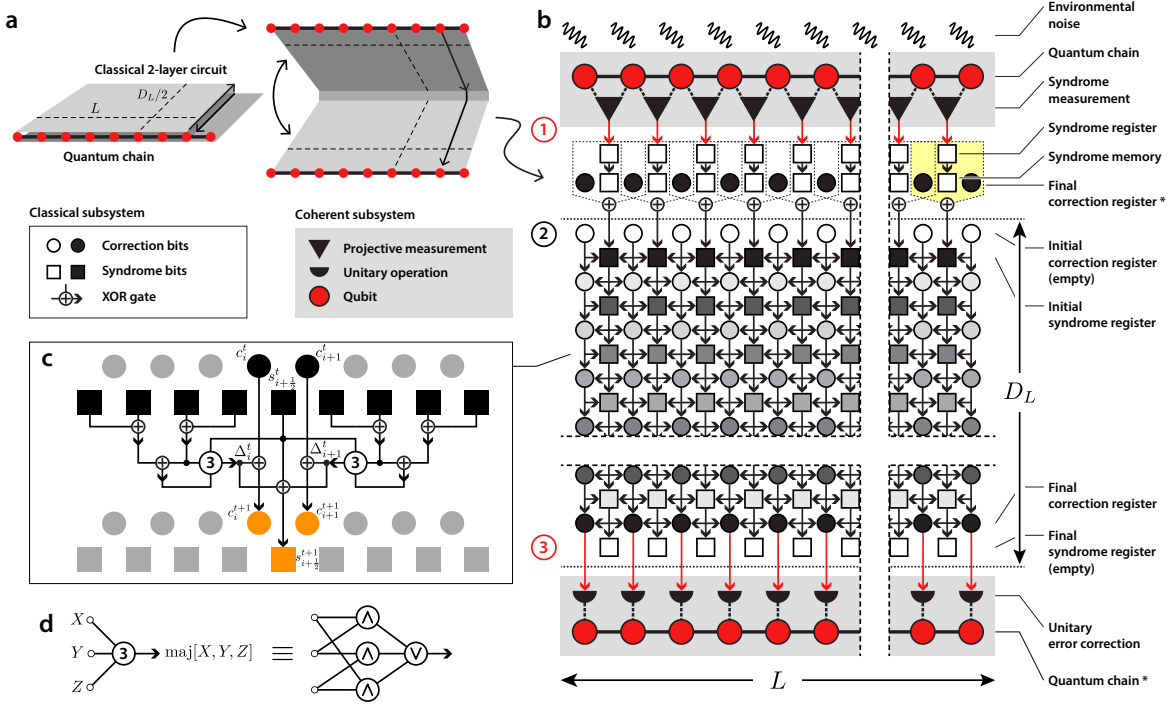 a
Classical 2-layer circuit
L
D_L/2
Quantum chain
Classical subsystem
Correction bits
Syndrome bits
XOR gate
Coherent subsystem
Projective measurement
Unitary operation
Qubit
b
Environmental
noise
Quantum chain
Syndrome
measurement
1
Syndrome register
Syndrome memory
Final
correction register *
2
Initial
correction register
(empty)
Initial
syndrome register
D_L
Final
correction register
3
Final
syndrome register
(empty)
Unitary
error correction
L
Quantum chain *
c
c_i^t
c_{i+1}^t
s_{i+\frac{1}{2}}^t
Δ_i^t
Δ_{i+1}^t
3
3
c_i^{t+1}
c_{i+1}^{t+1}
s_{i+\frac{1}{2}}^{t+1}
d
X
Y
Z
3
maj[X, Y, Z]
≡
∧
∧
∧
∨